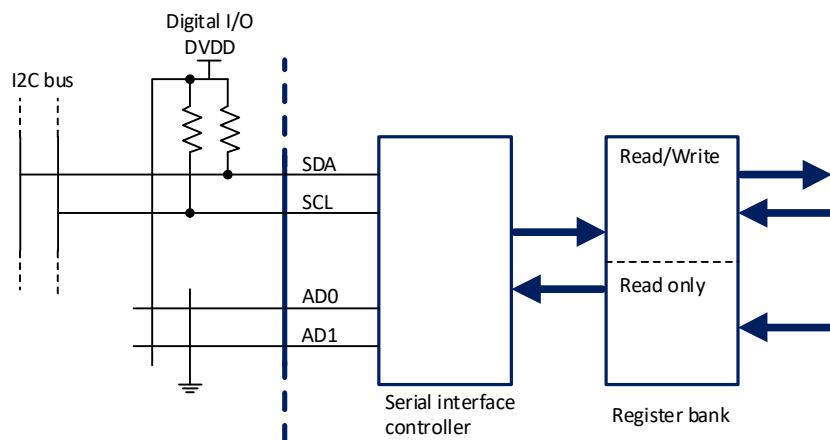 Digital I/O
DVDD
I2C bus
SDA
SCL
AD0
AD1
Read/Write
Read only
Serial interface
controller
Register bank